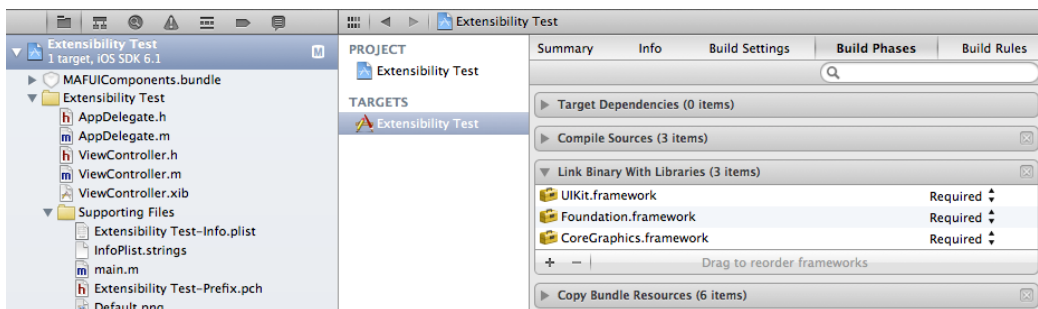 Extensibility Test
Extensibility Test
1 target, iOS SDK 6.1
M
MAFUIComponents.bundle
Extensibility Test
h AppDelegate.h
m AppDelegate.m
h ViewController.h
m ViewController.m
ViewController.xib
Supporting Files
Extensibility Test-Info.plist
InfoPlist.strings
m main.m
h Extensibility Test-Prefix.pch
Default.png
PROJECT
Extensibility Test
TARGETS
Extensibility Test
Summary Info Build Settings Build Phases Build Rules
Target Dependencies (0 items)
Compile Sources (3 items)
Link Binary With Libraries (3 items)
UIKit.framework Required
Foundation.framework Required
CoreGraphics.framework Required
+ − Drag to reorder frameworks
Copy Bundle Resources (6 items)